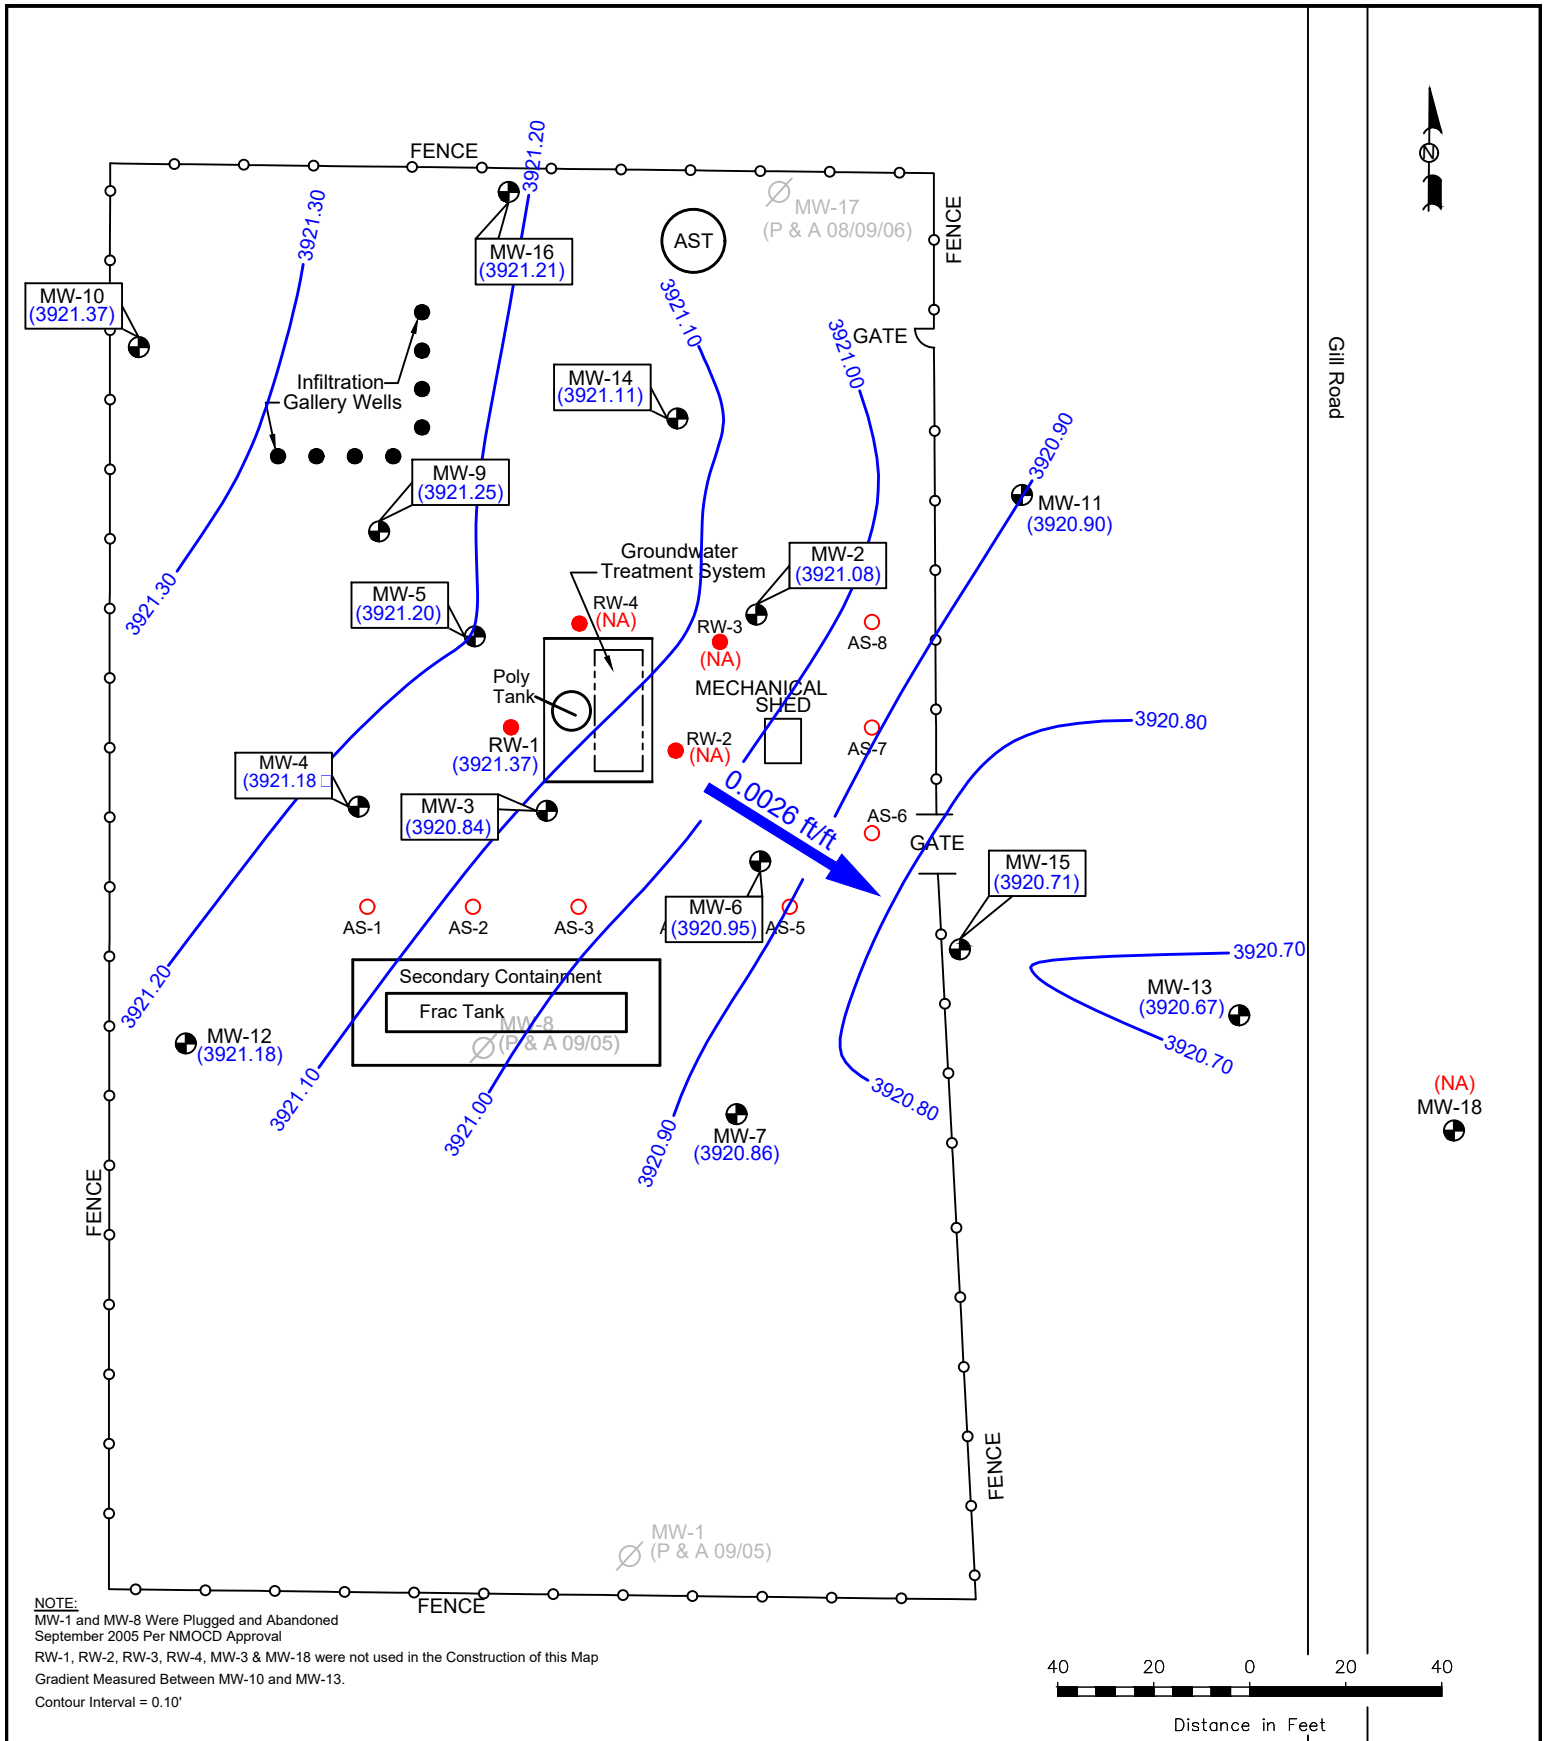 FENCE
3921.20
3921.30
FENCE
MW-17
(P & A 08/09/06)
AST
N
MW-16
(3921.21)
MW-10
(3921.37)
3921.10
3921.00
GATE
Gill Road
Infiltration
Gallery Wells
MW-14
(3921.11)
3920.90
MW-9
(3921.25)
MW-11
(3920.90)
Groundwater
Treatment System
MW-2
(3921.08)
3921.30
MW-5
(3921.20)
RW-4
(NA)
RW-3
(NA)
AS-8
Poly
Tank
MECHANICAL
SHED
3920.80
RW-1
(3921.37)
RW-2
(NA)
AS-7
MW-4
(3921.18
MW-3
(3920.84)
0.0026 ft/ft
AS-6
GATE
MW-15
(3920.71)
AS-1
AS-2
AS-3
MW-6
(3920.95)
AS-5
3921.20
Secondary Containment
Frac Tank
MW-8
(P & A 09/05)
3920.70
MW-13
(3920.67)
3920.70
MW-12
(3921.18)
3921.10
3921.00
3920.90
3920.80
(NA)
MW-18
MW-7
(3920.86)
FENCE
FENCE
MW-1
(P & A 09/05)
FENCE
NOTE:
MW-1 and MW-8 Were Plugged and Abandoned
September 2005 Per NMOCD Approval
RW-1, RW-2, RW-3, RW-4, MW-3 & MW-18 were not used in the Construction of this Map
Gradient Measured Between MW-10 and MW-13.
Contour Interval = 0.10'
40 20 0 20 40
Distance in Feet